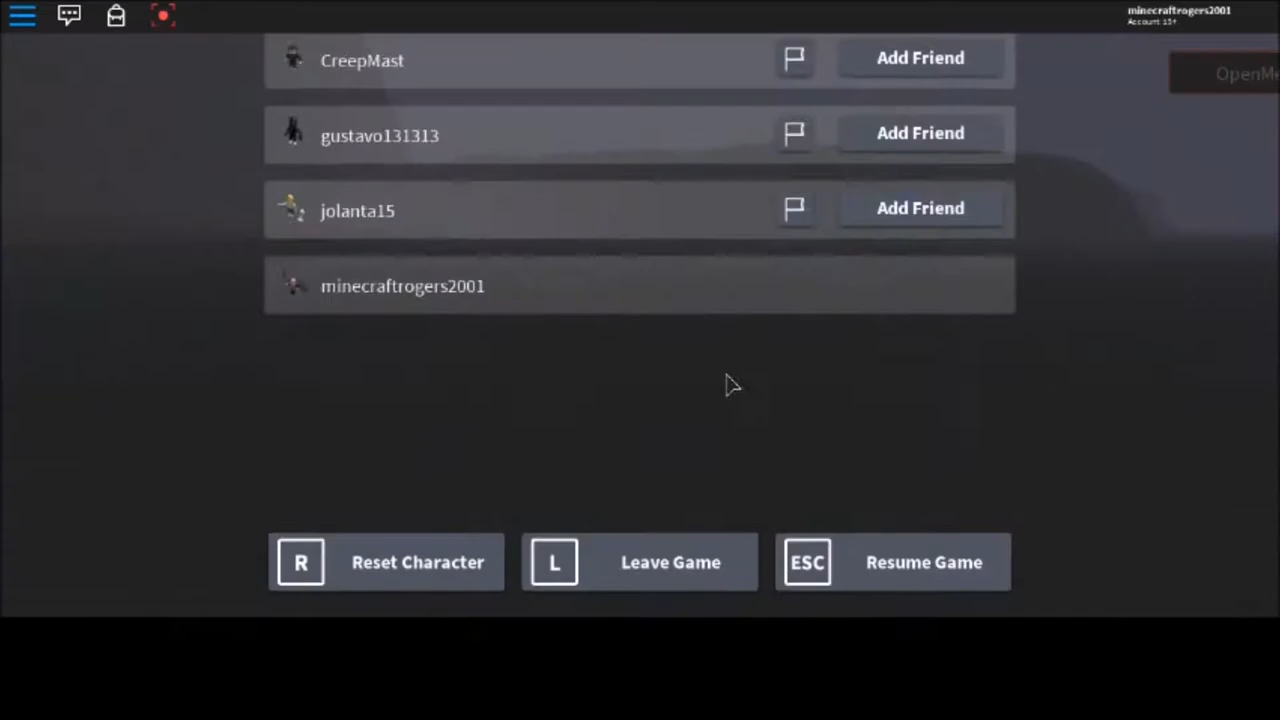 minecraftrogers2001
Account: 13+
CreepMast
Add Friend
OpenMe
gustavo131313
Add Friend
jolanta15
Add Friend
minecraftrogers2001
R Reset Character
L Leave Game
ESC Resume Game